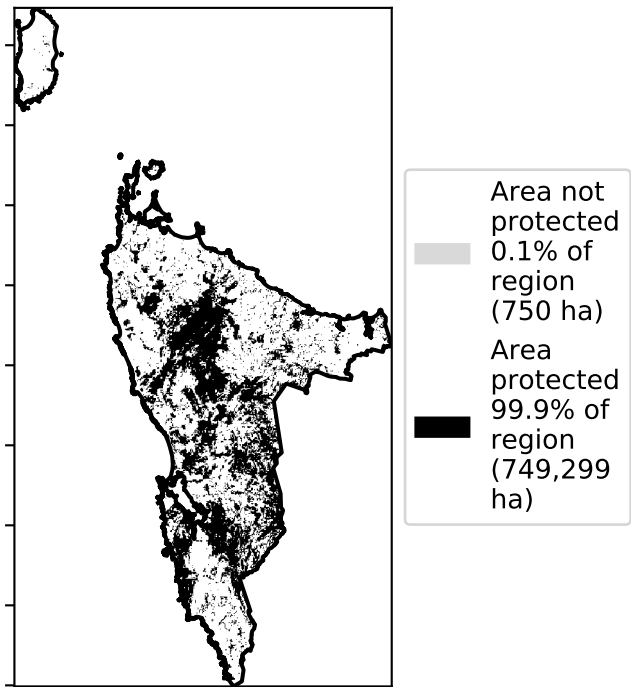 Area not
protected
0.1% of
region
(750 ha)
Area
protected
99.9% of
region
(749,299
ha)